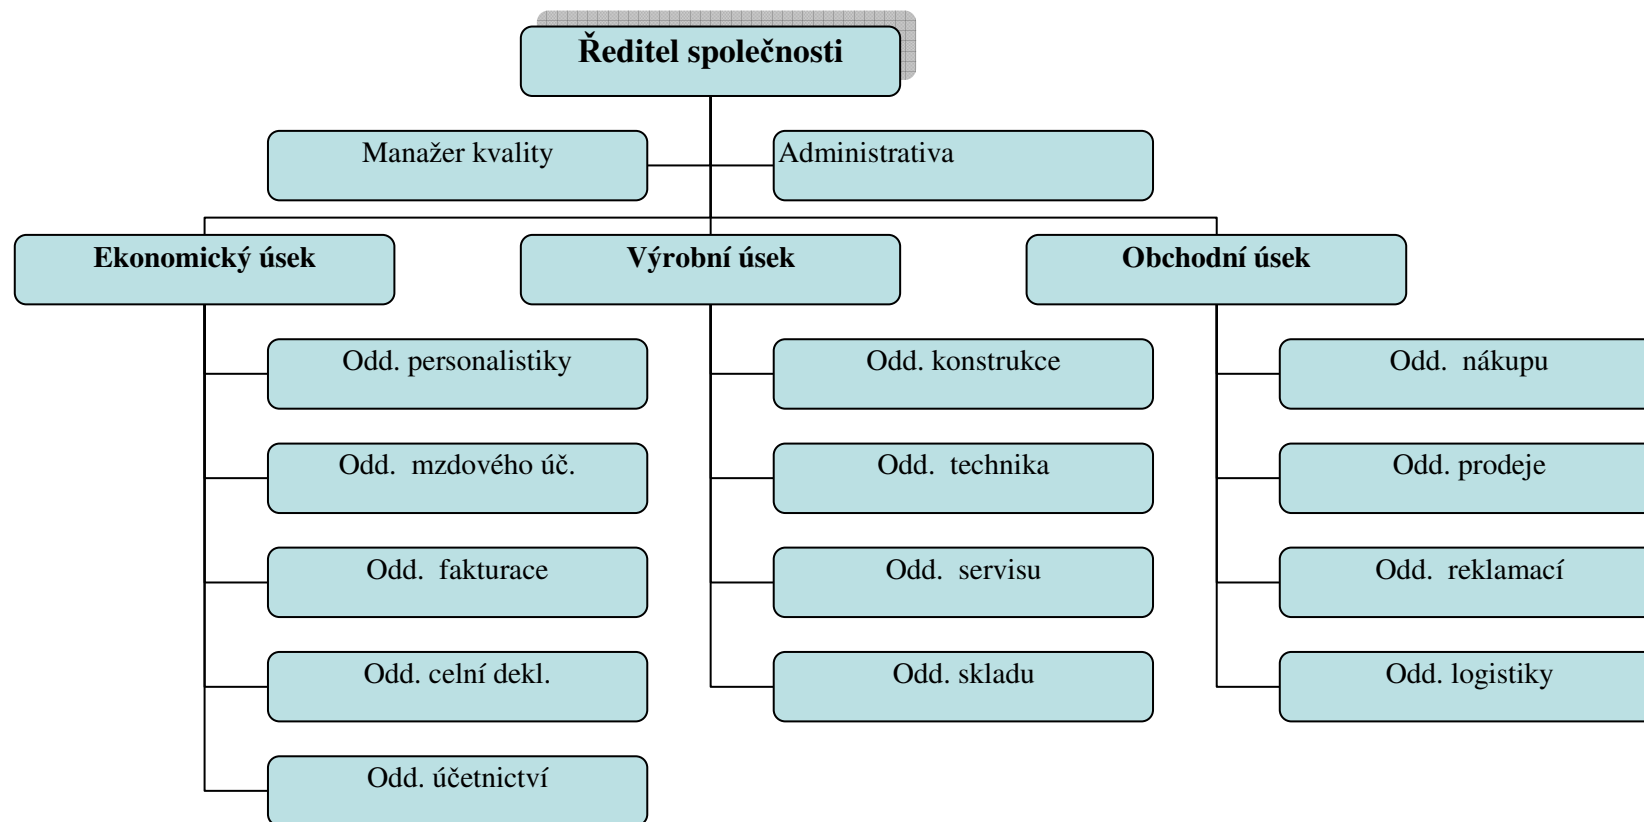 Ředitel společnosti
Manažer kvality
Administrativa
Ekonomický úsek
Výrobní úsek
Obchodní úsek
Odd. personalistiky
Odd. konstrukce
Odd. nákupu
Odd. mzdového úč.
Odd. technika
Odd. prodeje
Odd. fakturace
Odd. servisu
Odd. reklamací
Odd. celní dekl.
Odd. skladu
Odd. logistiky
Odd. účetnictví